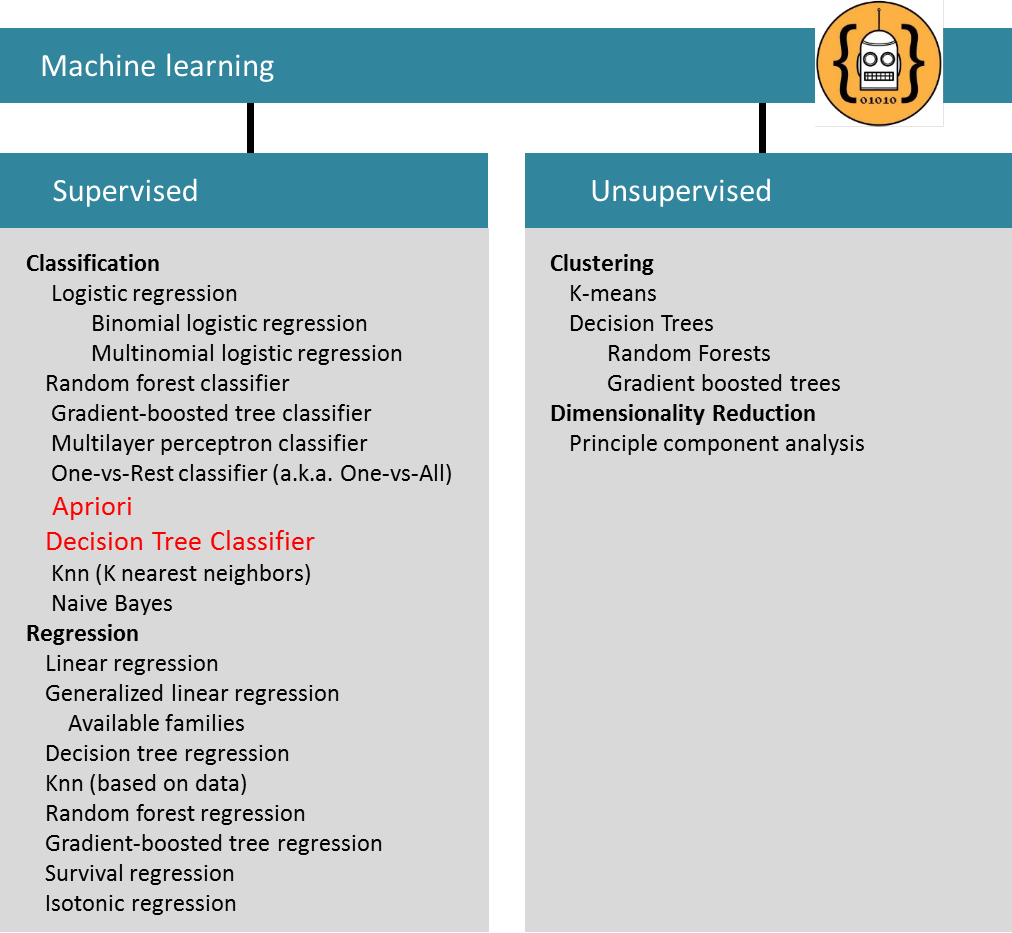 Machine learning
01010
Supervised
Classification
Logistic regression
Binomial logistic regression
Multinomial logistic regression
Random forest classifier
Gradient-boosted tree classifier
Multilayer perceptron classifier
One-vs-Rest classifier (a.k.a. One-vs-All)
Apriori
Decision Tree Classifier
Knn (K nearest neighbors)
Naive Bayes
Regression
Linear regression
Generalized linear regression
Available families
Decision tree regression
Knn (based on data)
Random forest regression
Gradient-boosted tree regression
Survival regression
Isotonic regression
Unsupervised
Clustering
K-means
Decision Trees
Random Forests
Gradient boosted trees
Dimensionality Reduction
Principle component analysis